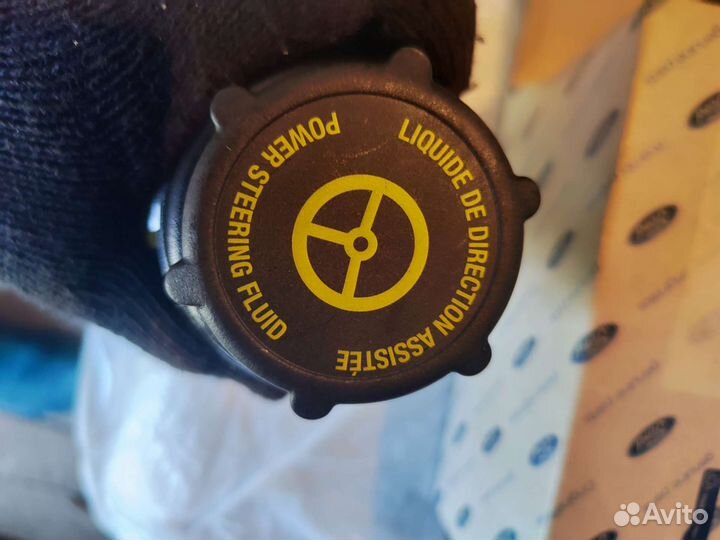 POWER STEERING FLUID
LIQUIDE DE DIRECTION ASSISTÉE
Avito